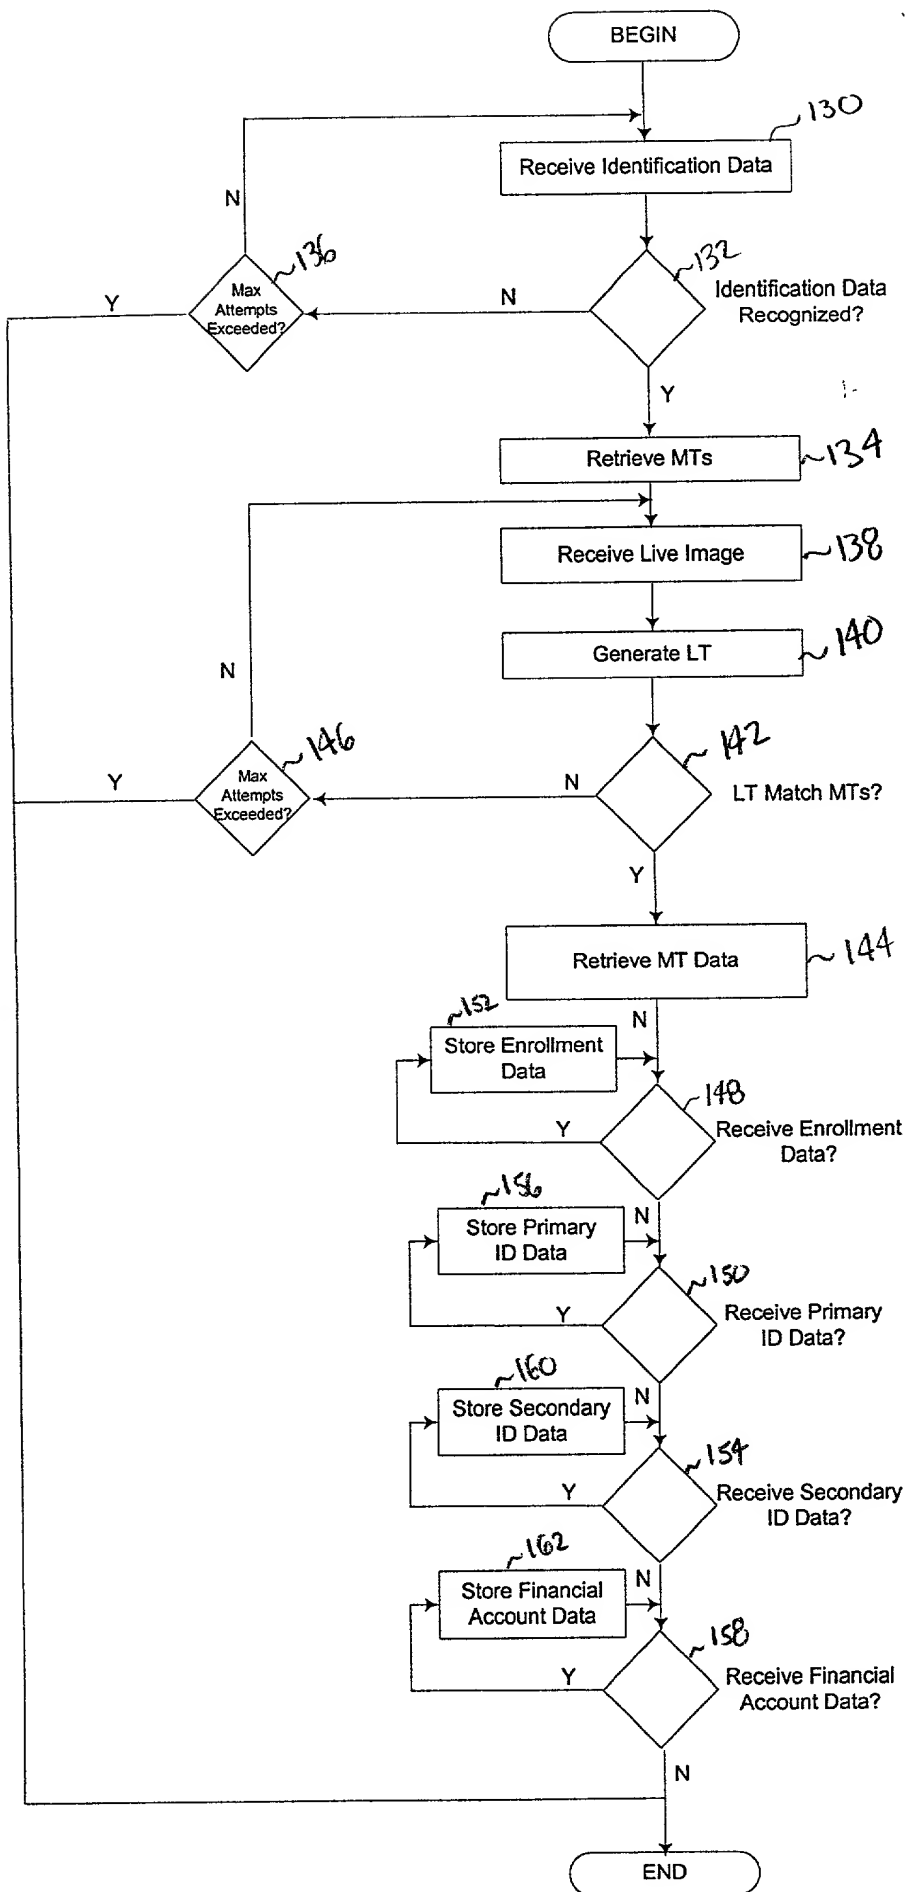 BEGIN
130
Receive Identification Data
N
136
132
Max
Attempts
Exceeded?
Y
N
Identification Data
Recognized?
Y
Retrieve MTs
134
Receive Live Image
138
Generate LT
140
N
146
142
Max
Attempts
Exceeded?
Y
N
LT Match MTs?
Y
Retrieve MT Data
144
152
N
Store Enrollment
Data
148
Y
Receive Enrollment
Data?
156
N
Store Primary
ID Data
150
Y
Receive Primary
ID Data?
160
N
Store Secondary
ID Data
154
Y
Receive Secondary
ID Data?
162
N
Store Financial
Account Data
158
Y
Receive Financial
Account Data?
N
END